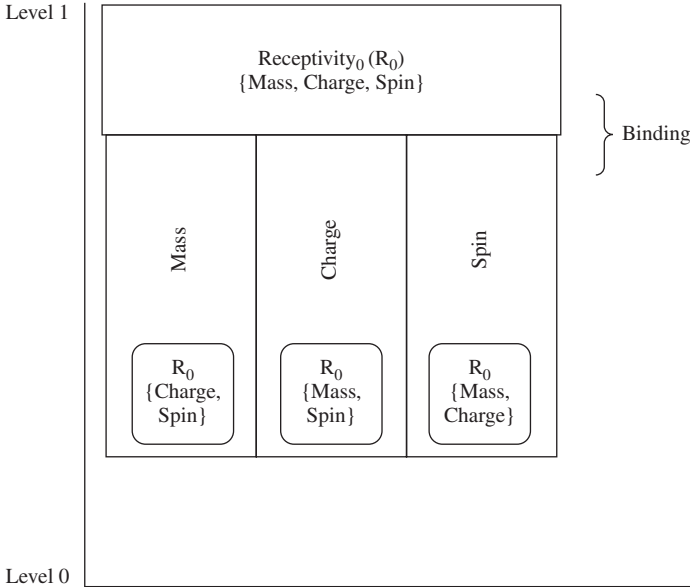 Level 1
Receptivity₀ (R₀)
{Mass, Charge, Spin}
Binding
Mass
Charge
Spin
R₀
{Charge,
Spin}
R₀
{Mass,
Spin}
R₀
{Mass,
Charge}
Level 0